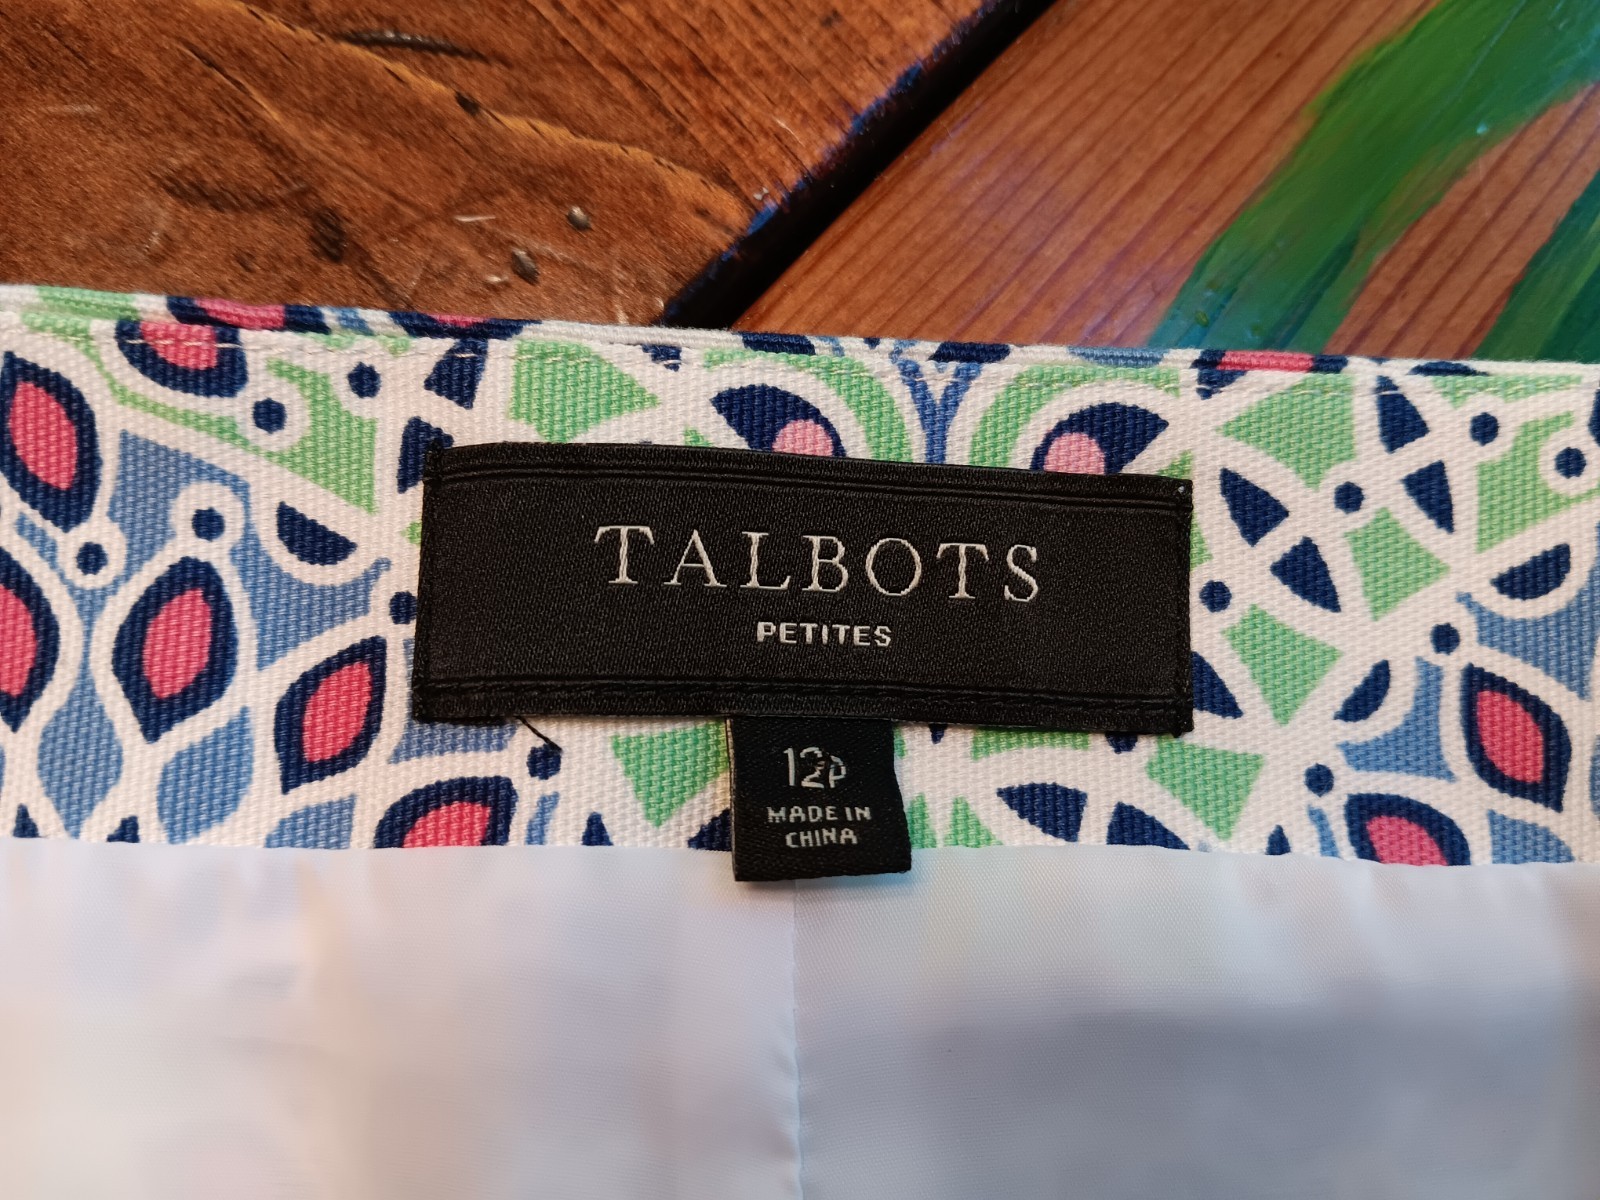 TALBOTS
PETITES
12P
MADE IN
CHINA